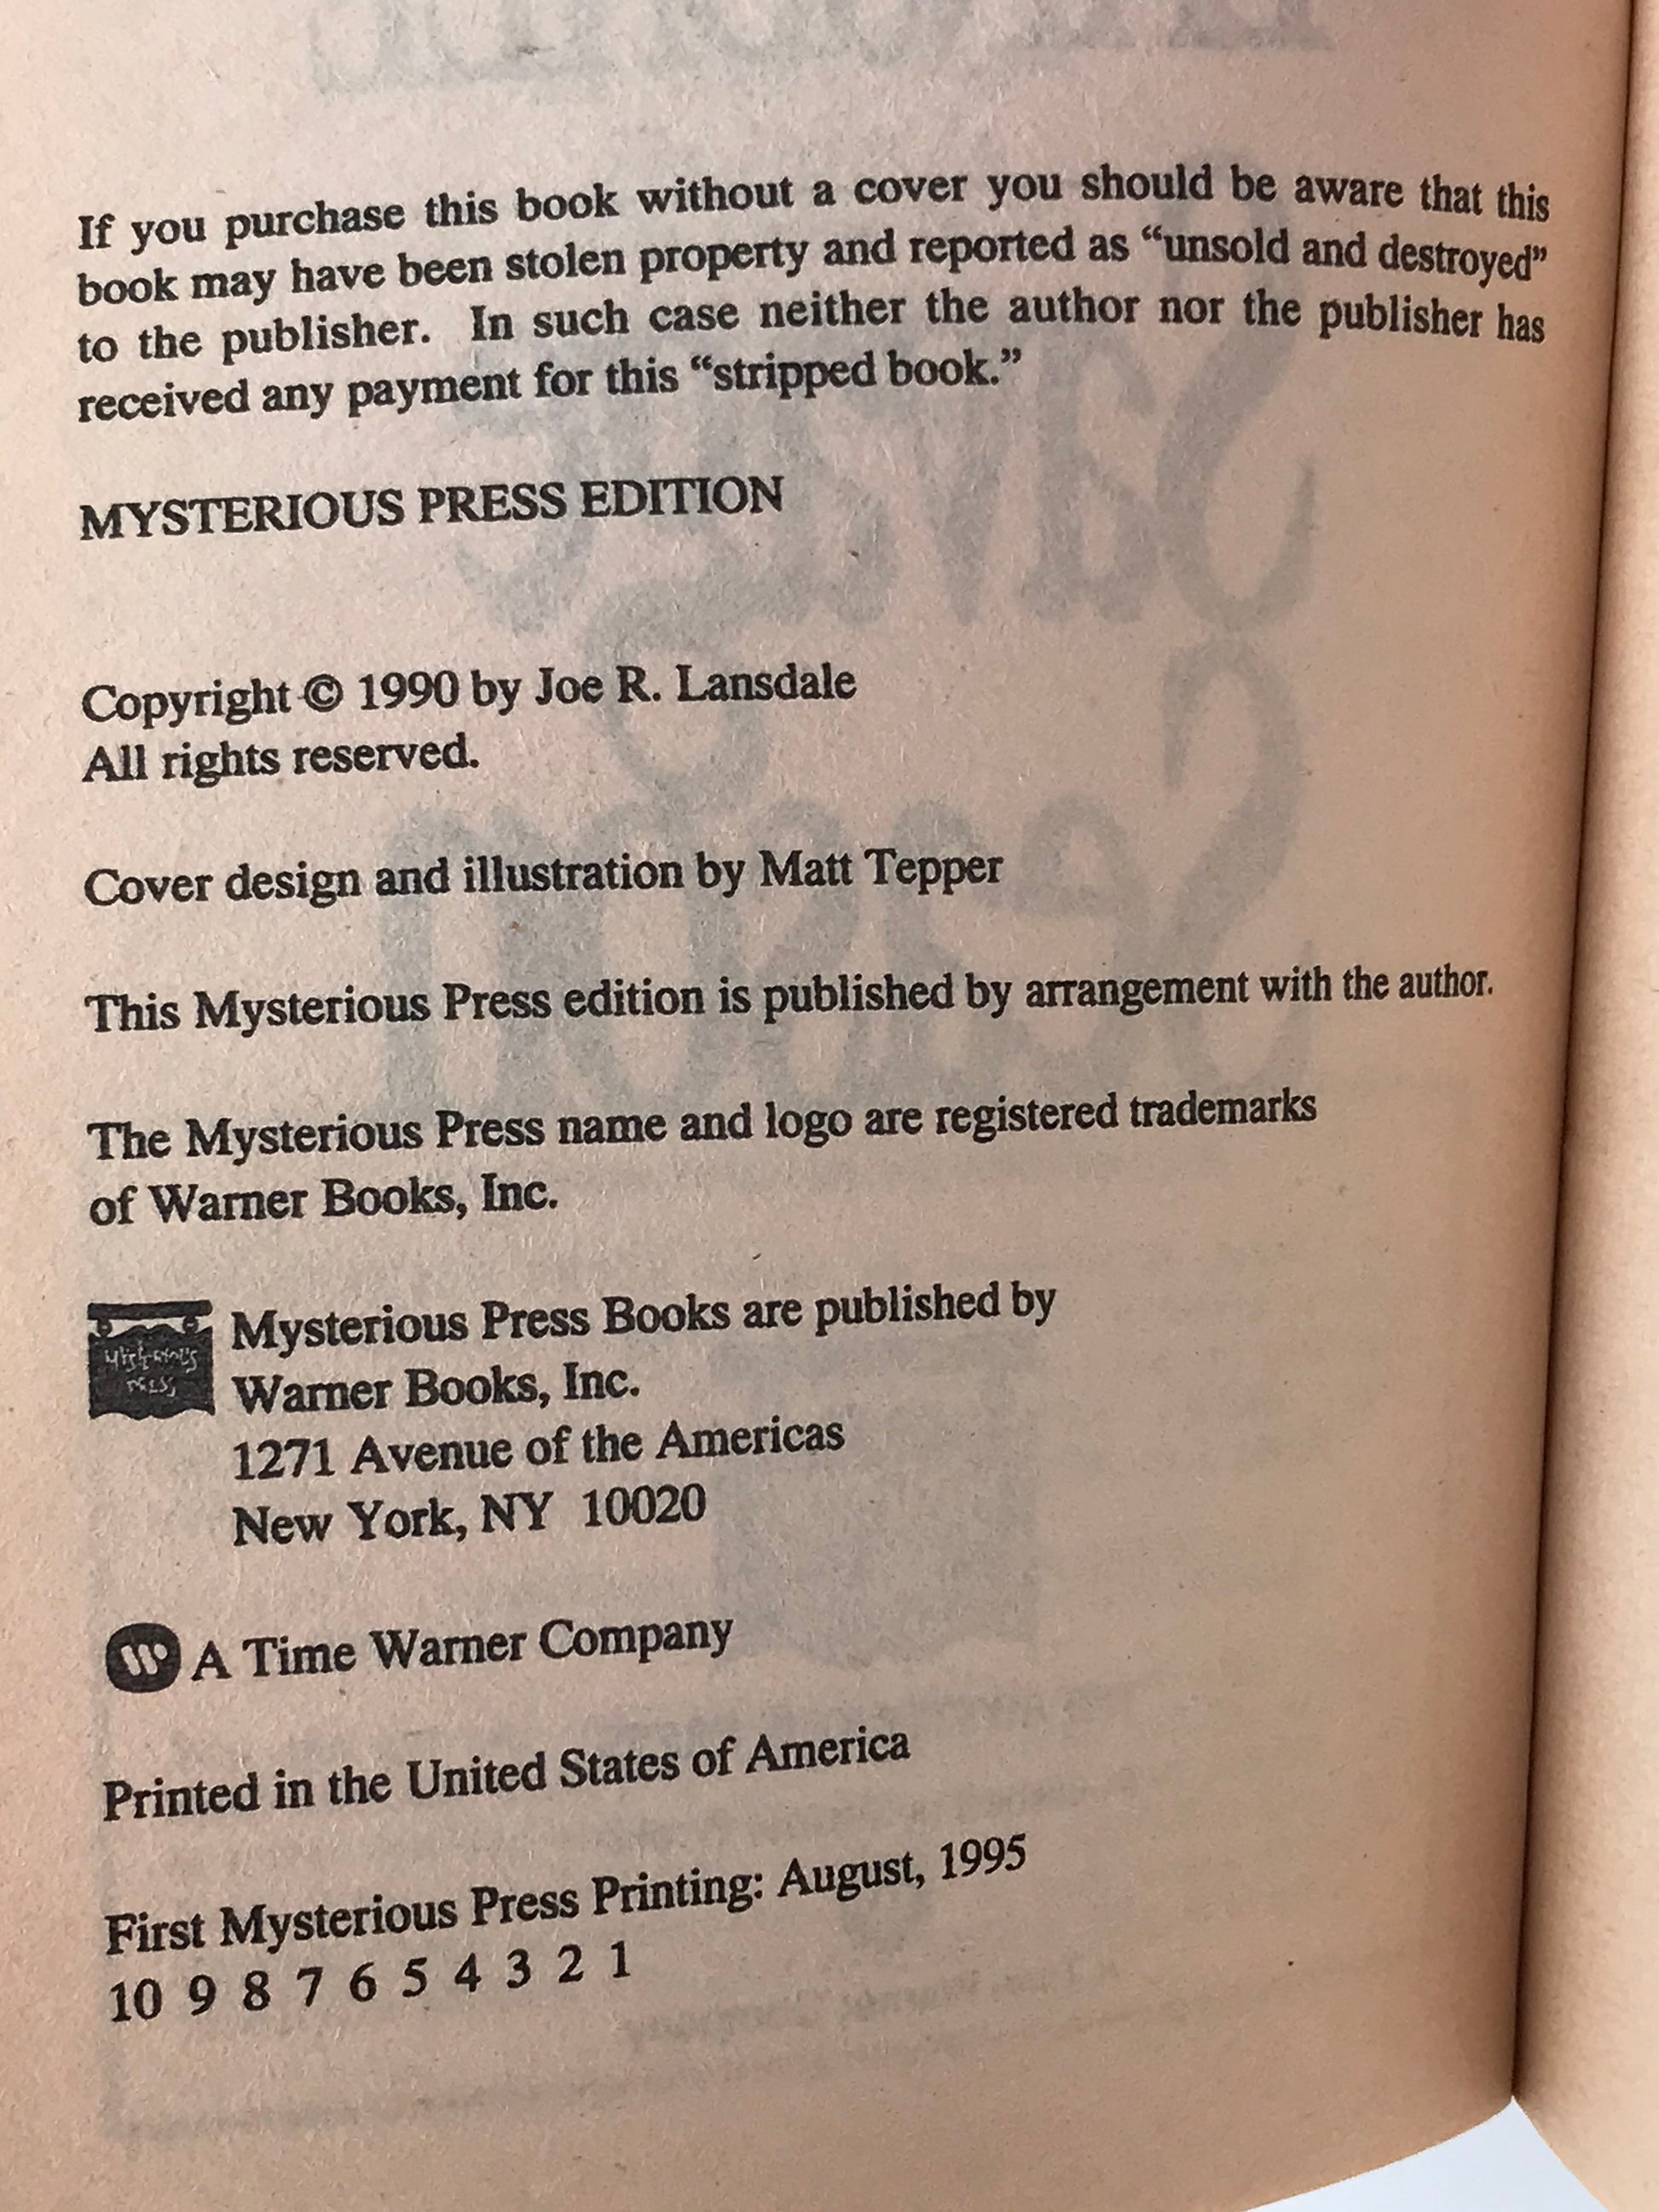 If you purchase this book without a cover you should be aware that this
book may have been stolen property and reported as “unsold and destroyed”
to the publisher. In such case neither the author nor the publisher has
received any payment for this “stripped book.”
MYSTERIOUS PRESS EDITION
Copyright © 1990 by Joe R. Lansdale
All rights reserved.
Cover design and illustration by Matt Tepper
This Mysterious Press edition is published by arrangement with the author.
The Mysterious Press name and logo are registered trademarks
of Warner Books, Inc.
MYSTERIOUS
PRESS
Mysterious Press Books are published by
Warner Books, Inc.
1271 Avenue of the Americas
New York, NY 10020
W A Time Warner Company
Printed in the United States of America
First Mysterious Press Printing: August, 1995
10 9 8 7 6 5 4 3 2 1